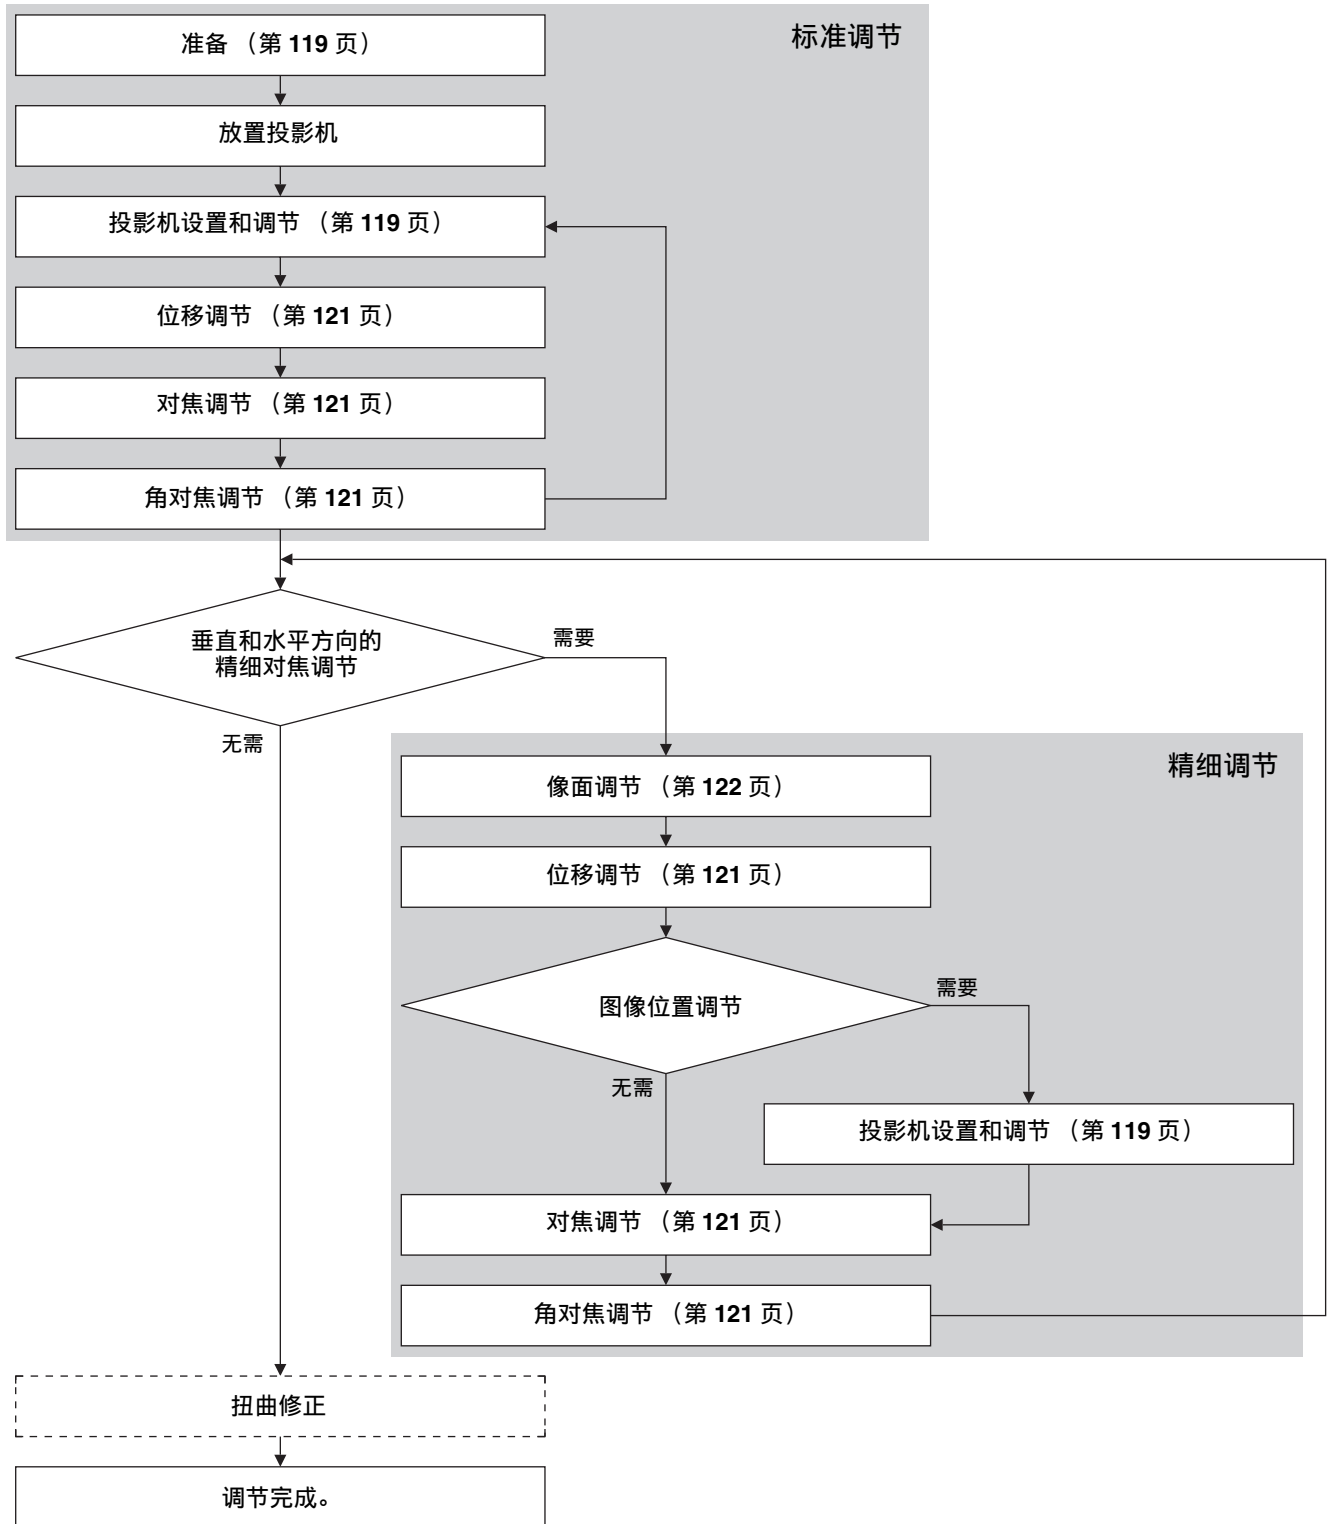 标准调节
准备 （第 119 页）
放置投影机
投影机设置和调节 （第 119 页）
位移调节 （第 121 页）
对焦调节 （第 121 页）
角对焦调节 （第 121 页）
垂直和水平方向的
精细对焦调节
需要
无需
精细调节
像面调节 （第 122 页）
位移调节 （第 121 页）
图像位置调节
需要
无需
投影机设置和调节 （第 119 页）
对焦调节 （第 121 页）
角对焦调节 （第 121 页）
扭曲修正
调节完成。